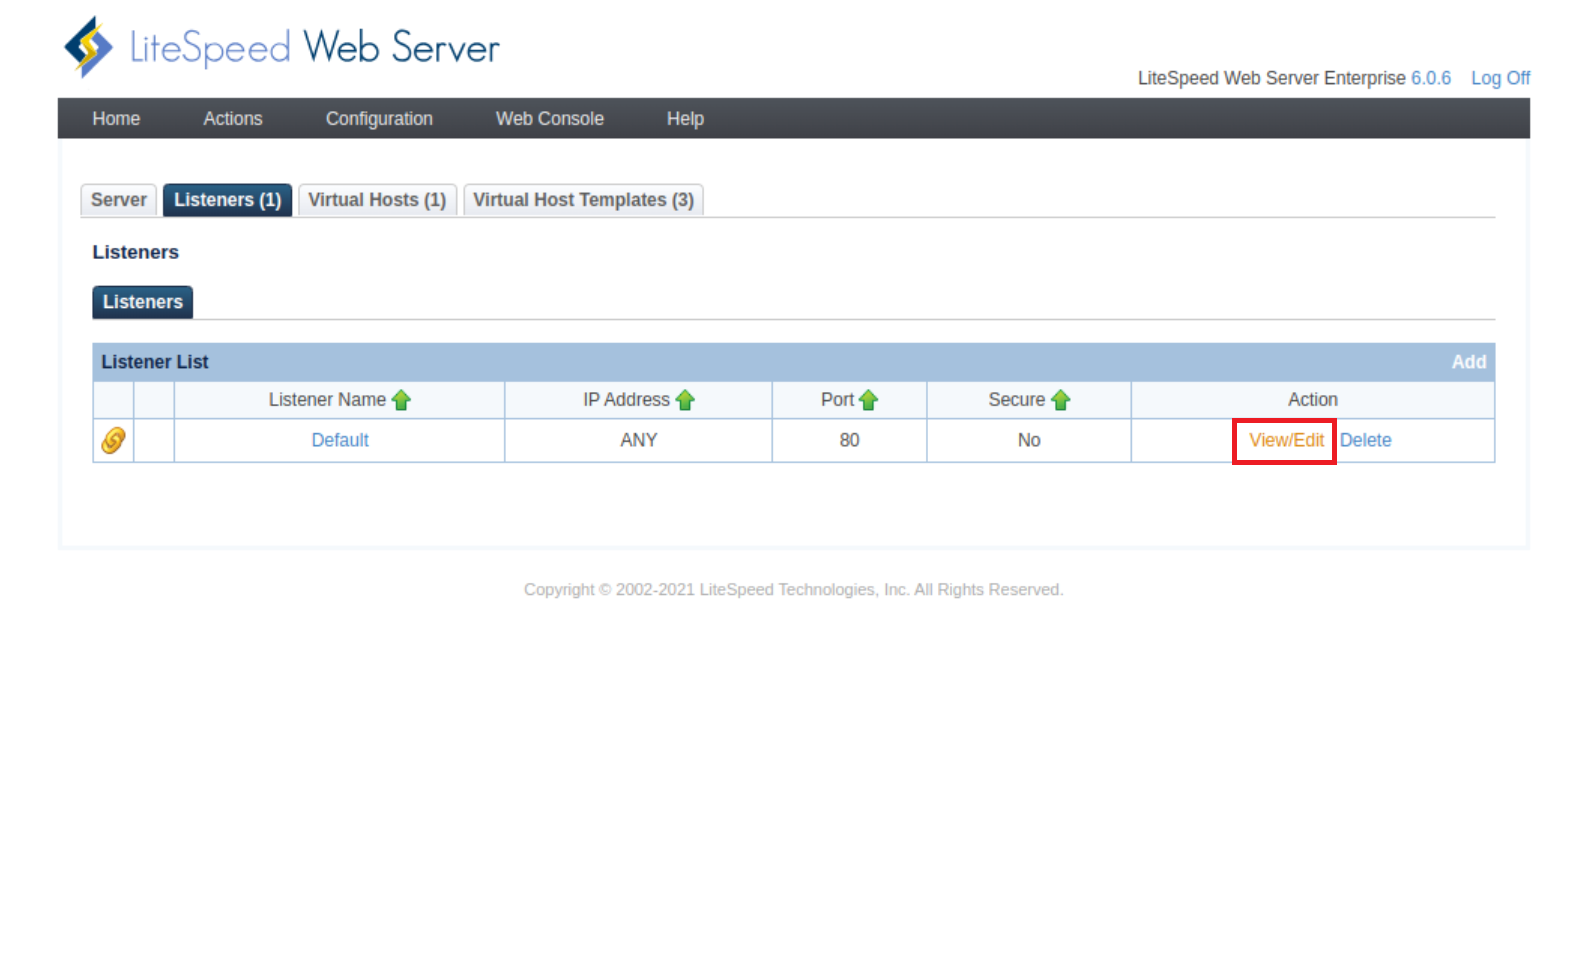 LiteSpeed Web Server
LiteSpeed Web Server Enterprise 6.0.6 Log Off
Home Actions Configuration Web Console Help
Server Listeners (1) Virtual Hosts (1) Virtual Host Templates (3)
Listeners
Listeners
Listener List Add
Listener Name IP Address Port Secure Action
Default ANY 80 No View/Edit Delete
Copyright © 2002-2021 LiteSpeed Technologies, Inc. All Rights Reserved.